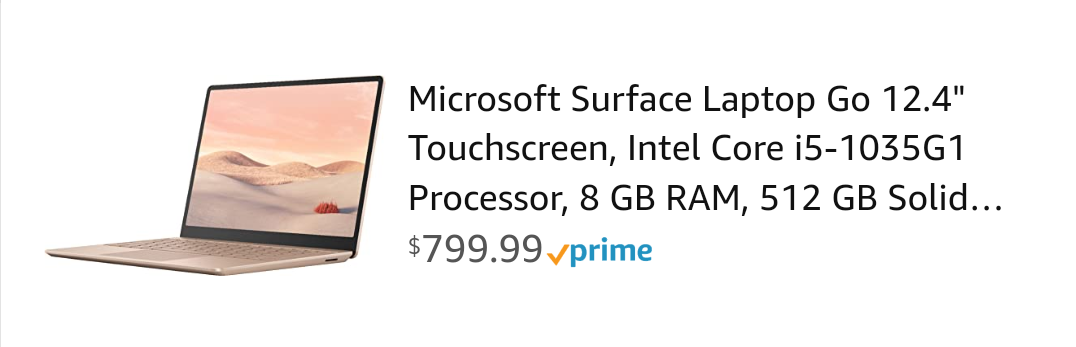 Microsoft Surface Laptop Go 12.4"
Touchscreen, Intel Core i5-1035G1
Processor, 8 GB RAM, 512 GB Solid...
$799.99 prime